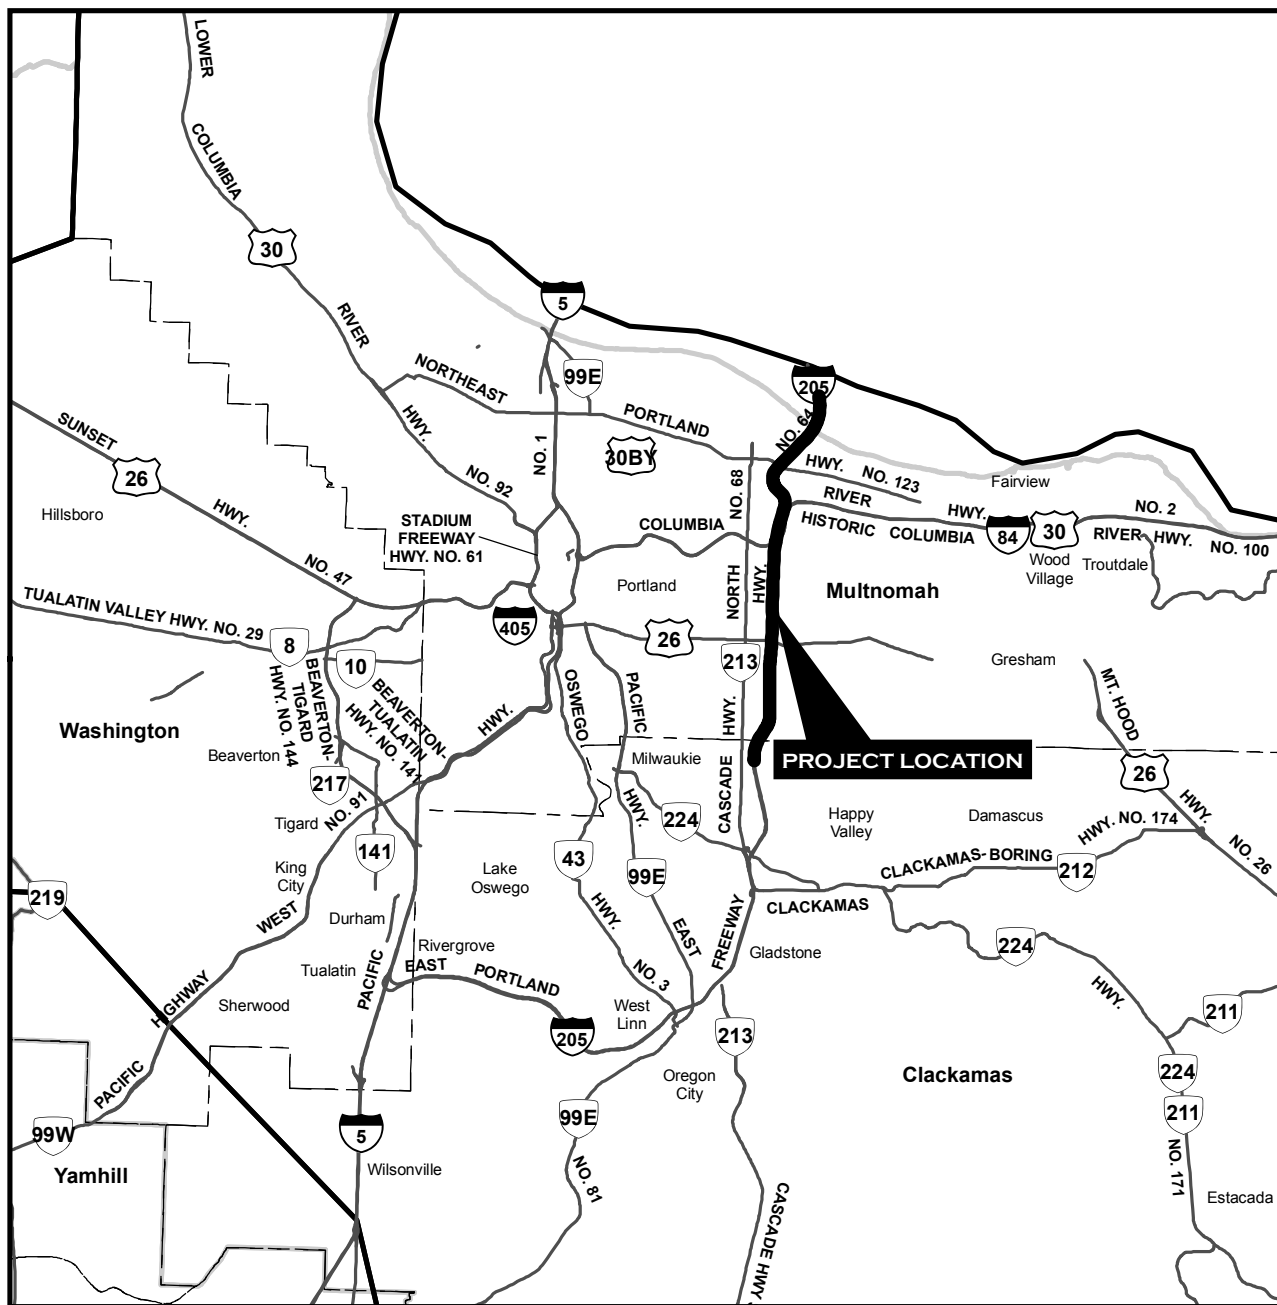 LOWER
COLUMBIA
30
RIVER
5
NORTHEAST
99E
205
NO. 64
PORTLAND
HWY.
SUNSET
26
NO. 1
30BY
NO. 68
HWY. NO. 123
Fairview
NO. 92
RIVER
HWY.
NO. 2
Hillsboro
HWY.
STADIUM
FREEWAY
HWY. NO. 61
COLUMBIA
HISTORIC COLUMBIA
84
30
RIVER HWY. NO. 100
Wood
Village
Troutdale
NO. 47
Portland
NORTH
HWY.
Multnomah
TUALATIN VALLEY HWY. NO. 29
8
405
26
213
10
BEAVERTON-
TIGARD
HWY. NO. 144
BEAVERTON-
TUALATIN
HWY. NO. 141
OSWEGO
PACIFIC
Gresham
MT. HOOD
Washington
HWY.
HWY.
Beaverton
Milwaukie
PROJECT LOCATION
26
217
NO. 91
CASCADE
HWY.
224
HWY.
Happy
Valley
Damascus
HWY. NO. 174
Tigard
141
King
City
Lake
Oswego
43
99E
CLACKAMAS-BORING
212
NO. 26
219
WEST
Durham
HWY.
CLACKAMAS
EAST
FREEWAY
Rivergrove
Gladstone
224
Tualatin
EAST
PORTLAND
NO. 3
HWY.
PACIFIC
HIGHWAY
Sherwood
West
Linn
205
213
211
PACIFIC
Oregon
City
Clackamas
224
99W
5
99E
211
Yamhill
Wilsonville
NO. 81
NO. 171
CASCADE HWY
Estacada